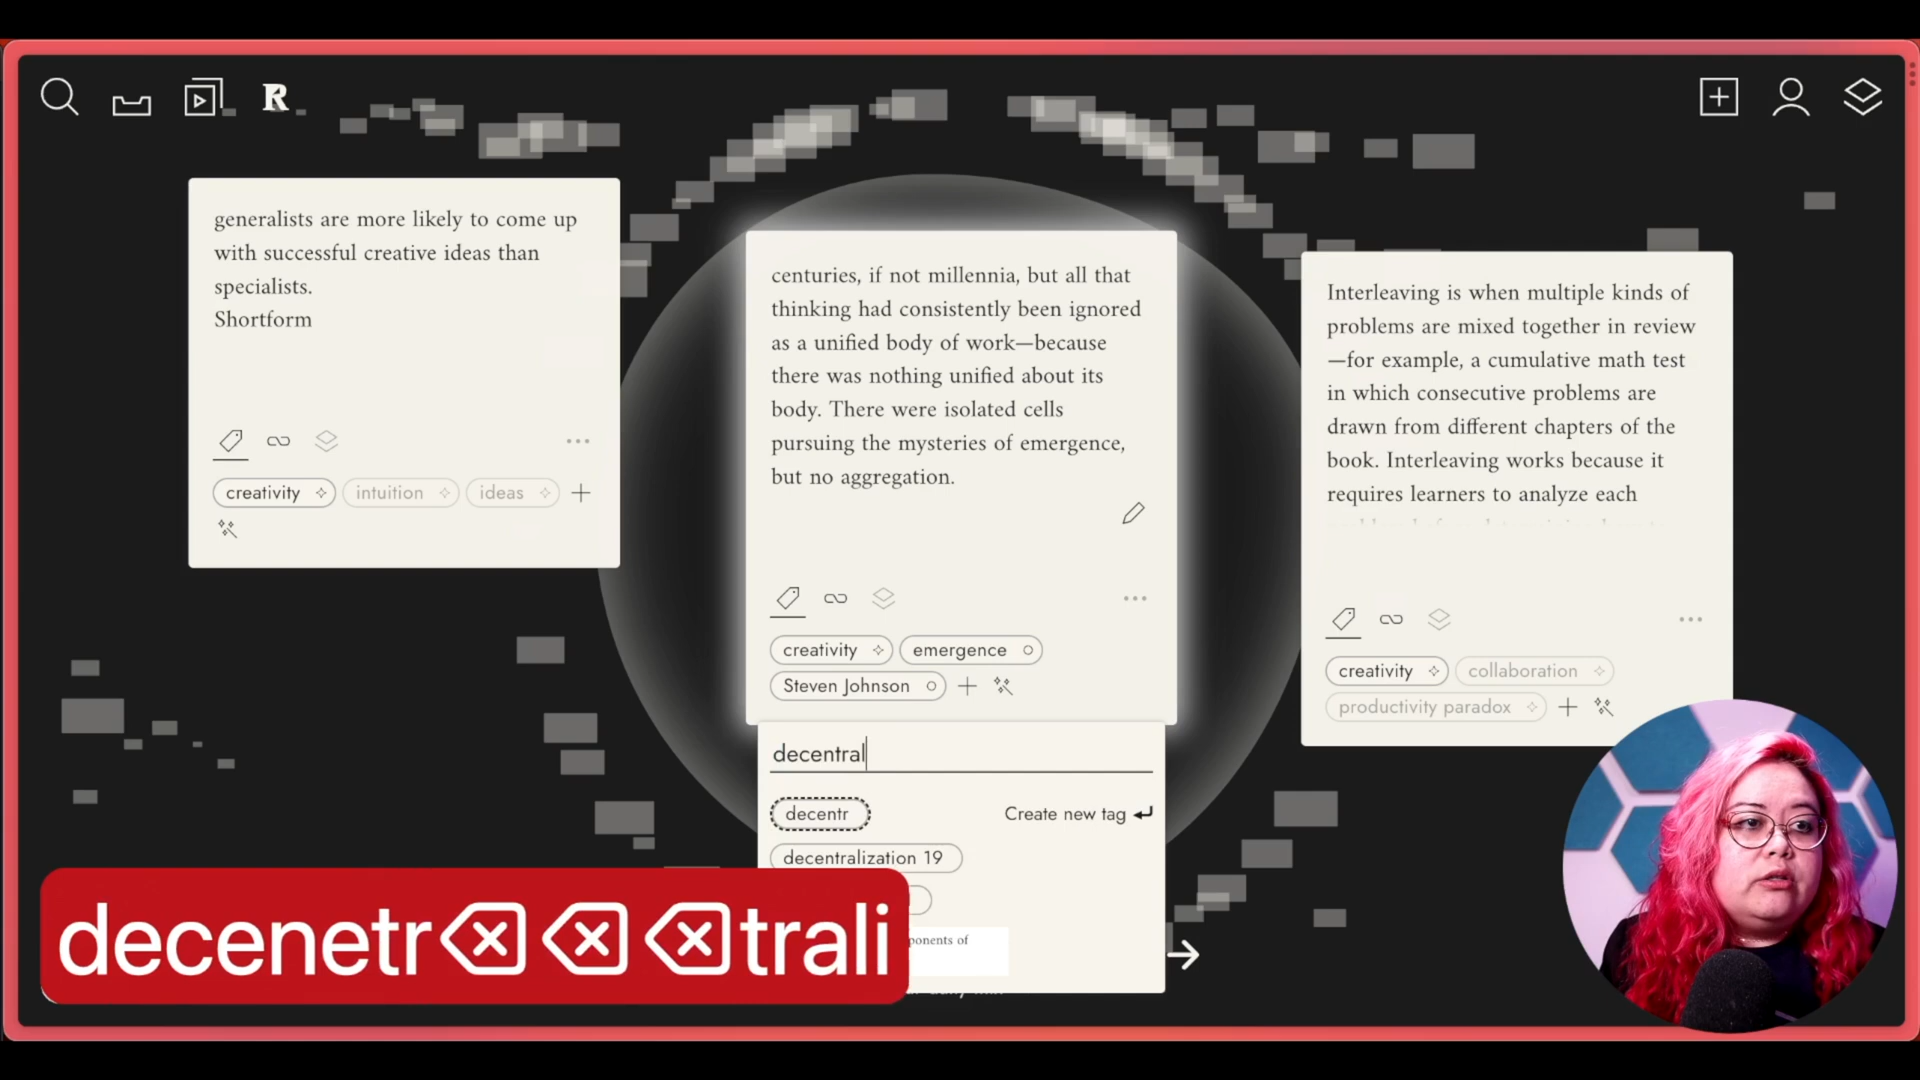 R
generalists are more likely to come up
with successful creative ideas than
specialists.
Shortform
creativity intuition ideas
centuries, if not millennia, but all that
thinking had consistently been ignored
as a unified body of work—because
there was nothing unified about its
body. There were isolated cells
pursuing the mysteries of emergence,
but no aggregation.
creativity emergence
Steven Johnson
decentral
decentr Create new tag
decentralization 19
ponents of
Interleaving is when multiple kinds of
problems are mixed together in review
—for example, a cumulative math test
in which consecutive problems are
drawn from different chapters of the
book. Interleaving works because it
requires learners to analyze each
creativity collaboration
productivity paradox
decenetr⌫⌫⌫trali